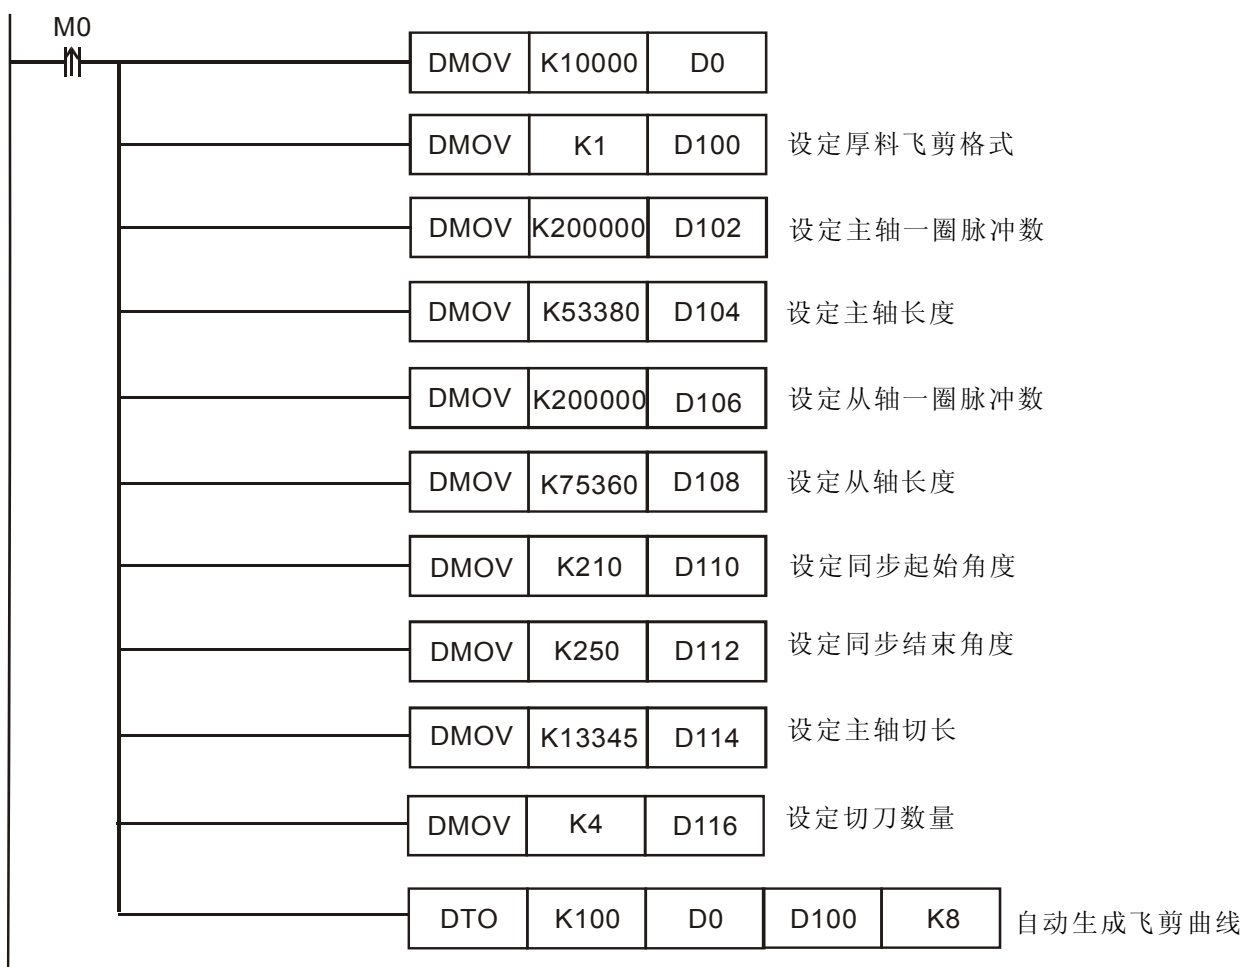 M0
DMOV K10000 D0
DMOV K1 D100 设定厚料飞剪格式
DMOV K200000 D102 设定主轴一圈脉冲数
DMOV K53380 D104 设定主轴长度
DMOV K200000 D106 设定从轴一圈脉冲数
DMOV K75360 D108 设定从轴长度
DMOV K210 D110 设定同步起始角度
DMOV K250 D112 设定同步结束角度
DMOV K13345 D114 设定主轴切长
DMOV K4 D116 设定切刀数量
DTO K100 D0 D100 K8 自动生成飞剪曲线